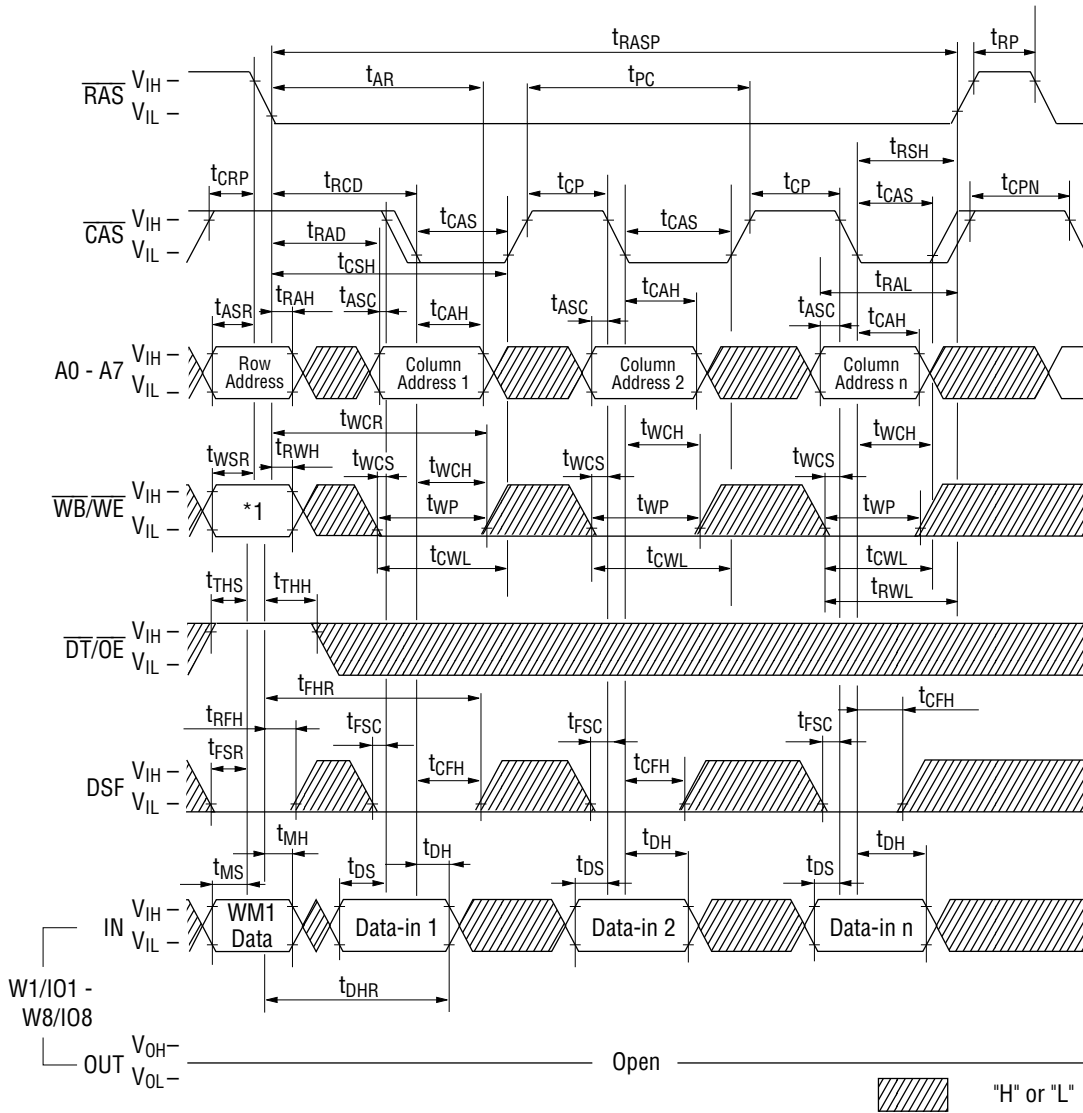 tRASP tRP
tAR tPC
RAS VIH
VIL
tRSH
tCRP tRCD tCP tCP tCAS tCPN
CAS VIH
VIL
tCAS tCAS
tRAD
tCSH tRAL
tASR tRAH tASC tCAH tASC tCAH tASC tCAH
A0 - A7 VIH
VIL
Row Address
Column Address 1
Column Address 2
Column Address n
tWCR
tWSR tRWH tWCS tWCH tWCS tWCH tWCS tWCH
WB/WE VIH
VIL
*1 tWP tWP tWP
tCWL tCWL tCWL
tRWL
tTHS tTHH
DT/OE VIH
VIL
tFHR
tRFH tCFH
tFSR tFSC tCFH tFSC tCFH tFSC
DSF VIH
VIL
tMH tDH tDH tDH
tMS tDS tDS tDS
IN VIH
VIL
WM1 Data
Data-in 1
Data-in 2
Data-in n
tDHR
W1/IO1 -
W8/IO8
OUT VOH
VOL
Open
"H" or "L"